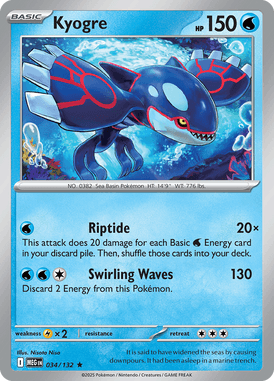 BASIC
Kyogre
HP 150
NO. 0382 Sea Basin Pokémon HT: 14'9" WT: 776 lbs.
Riptide 20×
This attack does 20 damage for each Basic Energy card
in your discard pile. Then, shuffle those cards into your deck.
Swirling Waves 130
Discard 2 Energy from this Pokémon.
weakness ×2 resistance retreat
Illus. Nisota Niso
I MEG EN 034/132 ★
It is said to have widened the seas by causing
downpours. It had been asleep in a marine trench.
©2025 Pokémon / Nintendo / Creatures / GAME FREAK